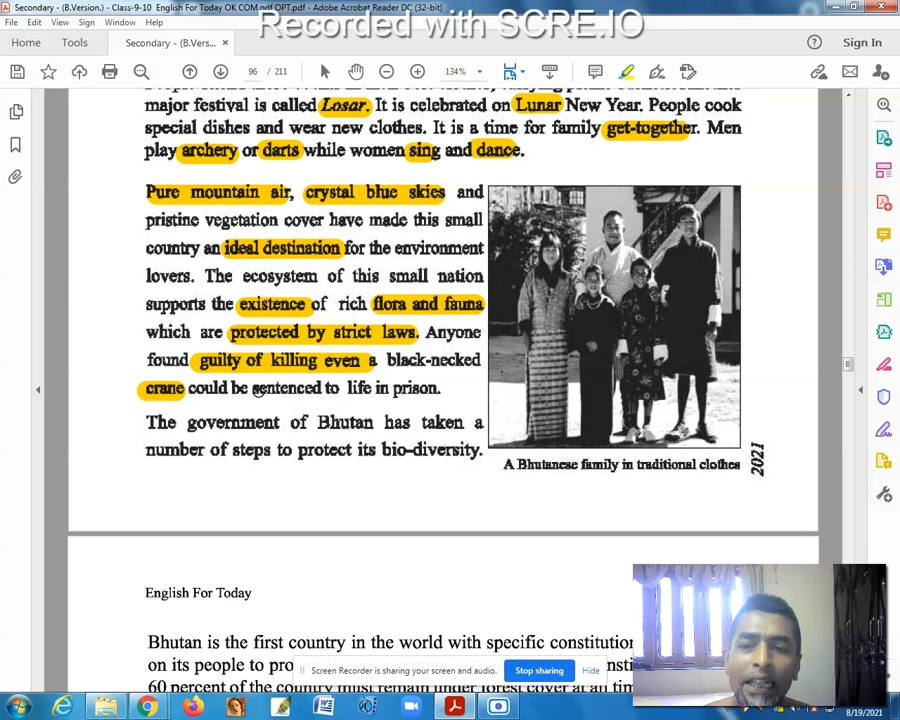 Secondary - (B.Version.) - Class-9-10 English For Today OK COM.pdf OPT.pdf - Adobe Acrobat Reader DC (32-bit)
Recorded with SCRE.IO
File Edit View Sign Window Help
Home Tools Secondary - (B.Vers... × Sign In
96 / 211 134%
major festival is called Losar. It is celebrated on Lunar New Year. People cook
special dishes and wear new clothes. It is a time for family get-together. Men
play archery or darts while women sing and dance.
Pure mountain air, crystal blue skies and
pristine vegetation cover have made this small
country an ideal destination for the environment
lovers. The ecosystem of this small nation
supports the existence of rich flora and fauna
which are protected by strict laws. Anyone
found guilty of killing even a black-necked
crane could be sentenced to life in prison.
The government of Bhutan has taken a
number of steps to protect its bio-diversity.
A Bhutanese family in traditional clothes
2021
English For Today
Bhutan is the first country in the world with specific constitution
on its people to pro
60 percent of the country must remain under forest cover at all tim
Screen Recorder is sharing your screen and audio. Stop sharing Hide
8/19/2021